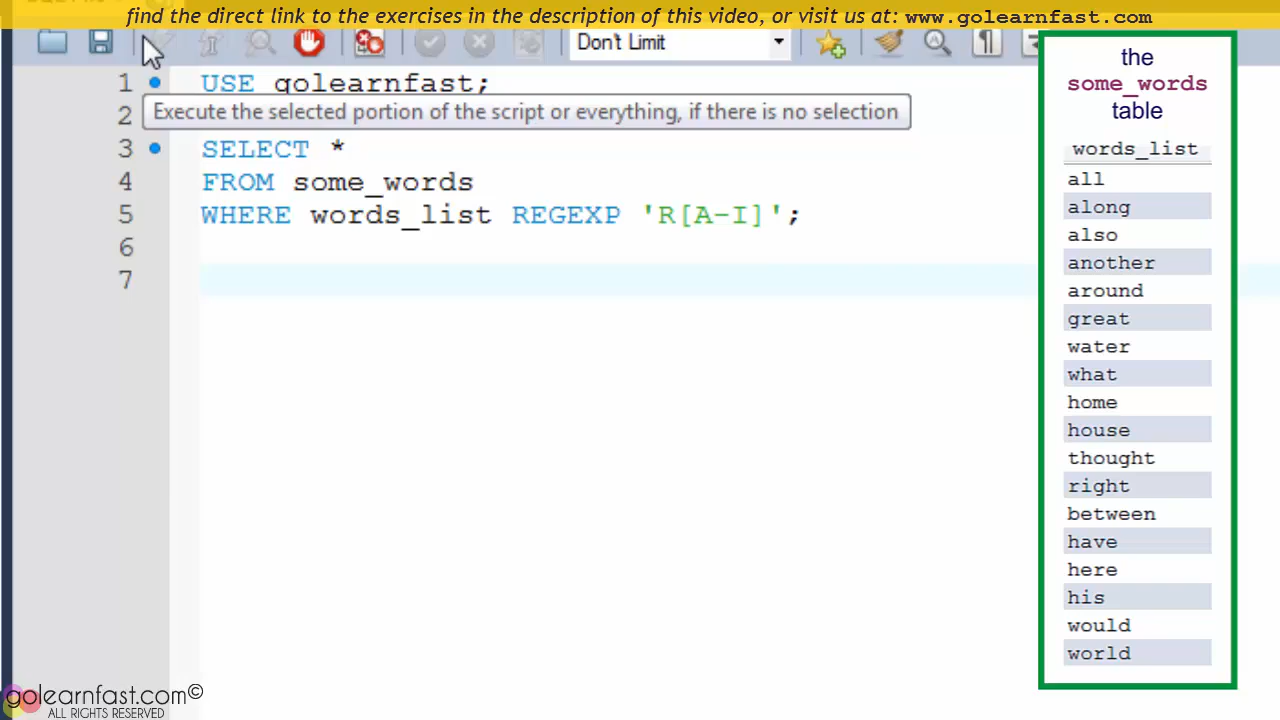 find the direct link to the exercises in the description of this video, or visit us at: www.golearnfast.com
Don't Limit
1 USE golearnfast;
2
Execute the selected portion of the script or everything, if there is no selection
3 SELECT *
4 FROM some_words
5 WHERE words_list REGEXP 'R[A-I]';
6
7
the
some_words
table
words_list
all
along
also
another
around
great
water
what
home
house
thought
right
between
have
here
his
would
world
golearnfast.com©
ALL RIGHTS RESERVED